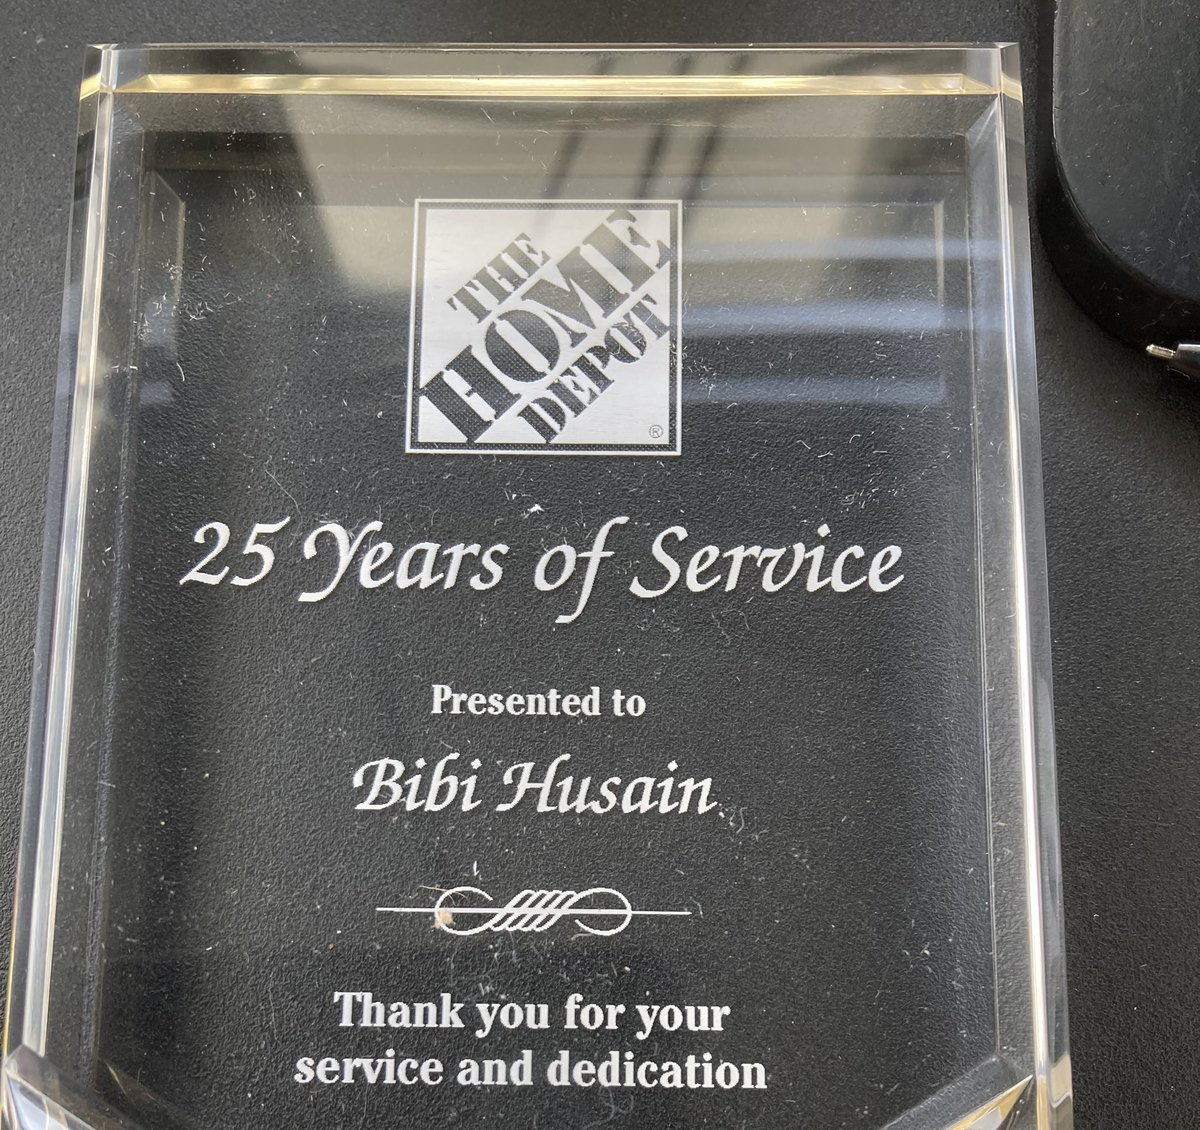 THE
HOME
DEPOT
®
25 Years of Service
Presented to
Bibi Husain
Thank you for your
service and dedication